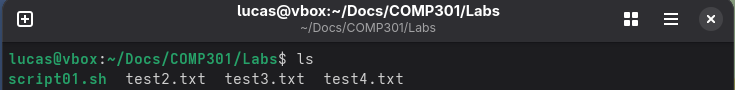 lucas@vbox:~/Docs/COMP301/Labs
~/Docs/COMP301/Labs
lucas@vbox:~/Docs/COMP301/Labs$ ls
script01.sh  test2.txt  test3.txt  test4.txt